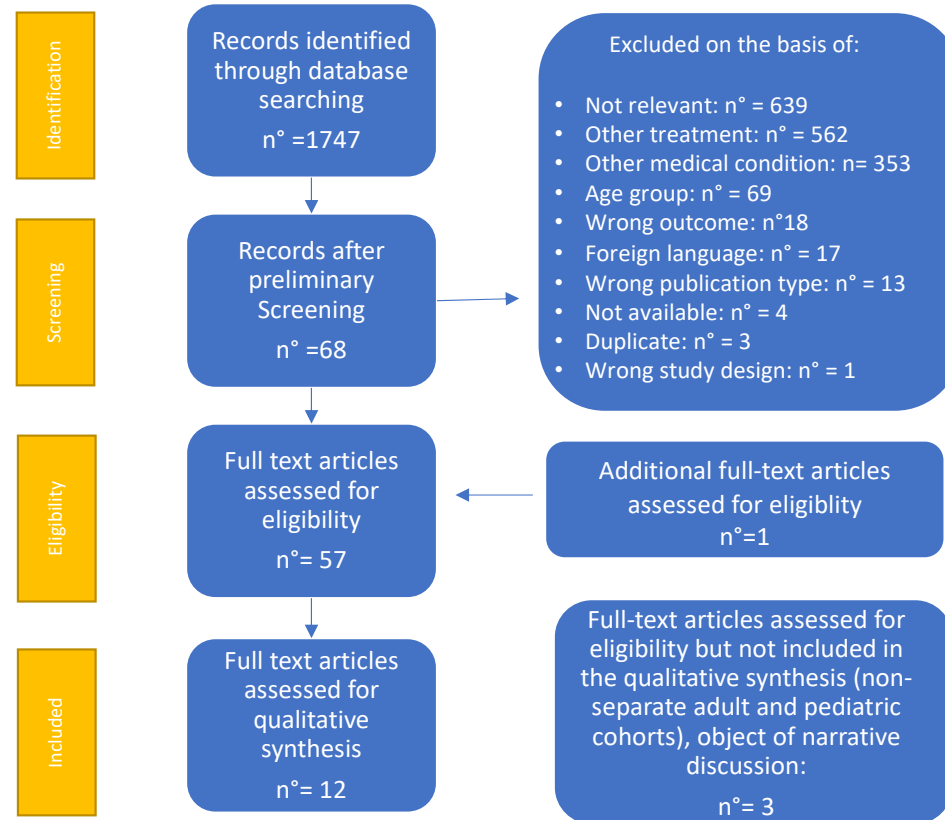 Identification
Records identified
through database
searching
n° =1747
Excluded on the basis of:
• Not relevant: n° = 639
• Other treatment: n° = 562
• Other medical condition: n= 353
• Age group: n° = 69
• Wrong outcome: n°18
• Foreign language: n° = 17
• Wrong publication type: n° = 13
• Not available: n° = 4
• Duplicate: n° = 3
• Wrong study design: n° = 1
Screening
Records after
preliminary
Screening
n° =68
Eligibility
Full text articles
assessed for
eligibility
n°= 57
Additional full-text articles
assessed for eligiblity
n°=1
Included
Full text articles
assessed for
qualitative
synthesis
n°= 12
Full-text articles assessed for
eligibility but not included in
the qualitative synthesis (non-
separate adult and pediatric
cohorts), object of narrative
discussion:
n°= 3